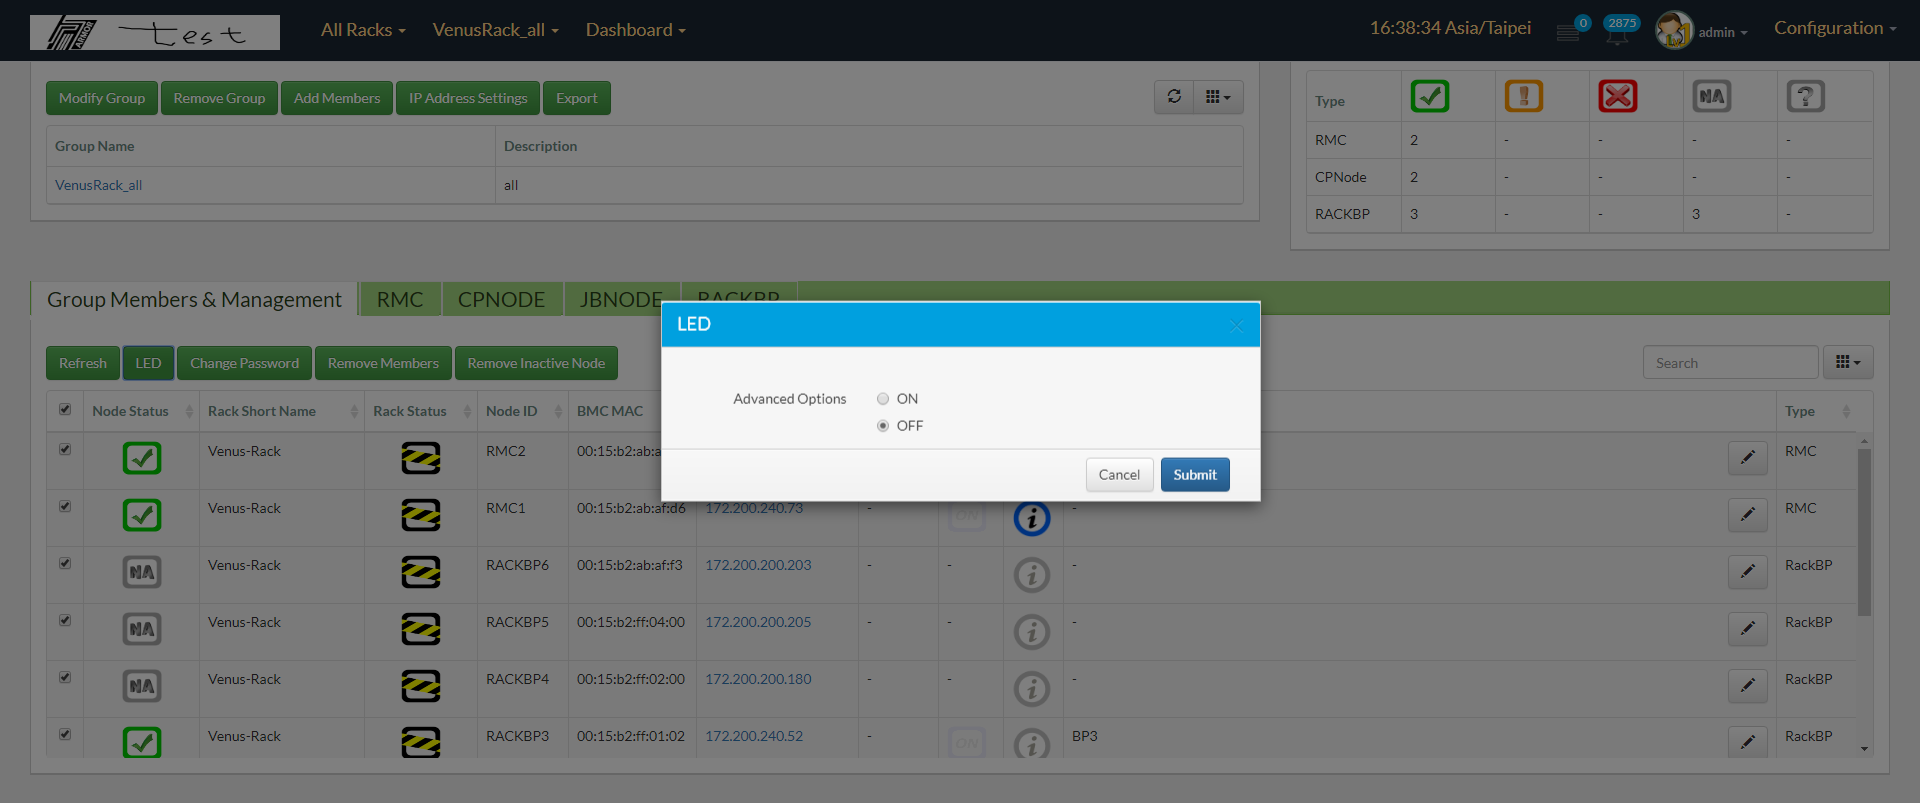 ARMOR test All Racks VenusRack_all Dashboard 16:38:34 Asia/Taipei 0 2875 admin Configuration
Modify Group Remove Group Add Members IP Address Settings Export
Group Name Description
VenusRack_all all
Type NA ?
RMC 2 - - - -
CPNode 2 - - - -
RACKBP 3 - - 3 -
Group Members & Management RMC CPNODE JBNODE RACKBP
LED
Refresh LED Change Password Remove Members Remove Inactive Node Search
Advanced Options ON
OFF
Cancel Submit
Node Status Rack Short Name Rack Status Node ID BMC MAC Type
Venus-Rack RMC2 00:15:b2:ab:a RMC
Venus-Rack RMC1 00:15:b2:ab:af:d6 172.200.240.73 - ON i - RMC
NA Venus-Rack RACKBP6 00:15:b2:ab:af:f3 172.200.200.203 - - i - RackBP
NA Venus-Rack RACKBP5 00:15:b2:ff:04:00 172.200.200.205 - - i - RackBP
NA Venus-Rack RACKBP4 00:15:b2:ff:02:00 172.200.200.180 - - i - RackBP
Venus-Rack RACKBP3 00:15:b2:ff:01:02 172.200.240.52 - ON i BP3 RackBP